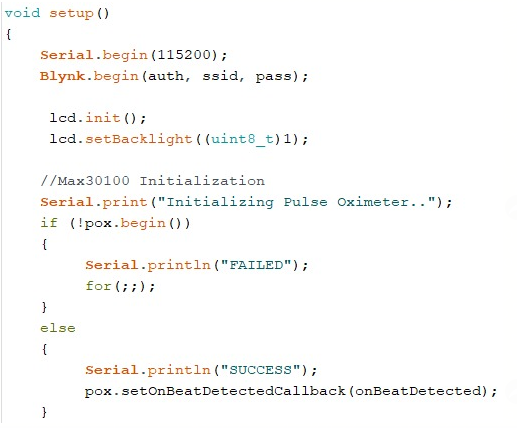 void setup()
{
Serial.begin(115200);
Blynk.begin(auth, ssid, pass);
lcd.init();
lcd.setBacklight((uint8_t)1);
//Max30100 Initialization
Serial.print("Initializing Pulse Oximeter..");
if (!pox.begin())
{
Serial.println("FAILED");
for(;;);
}
else
{
Serial.println("SUCCESS");
pox.setOnBeatDetectedCallback(onBeatDetected);
}